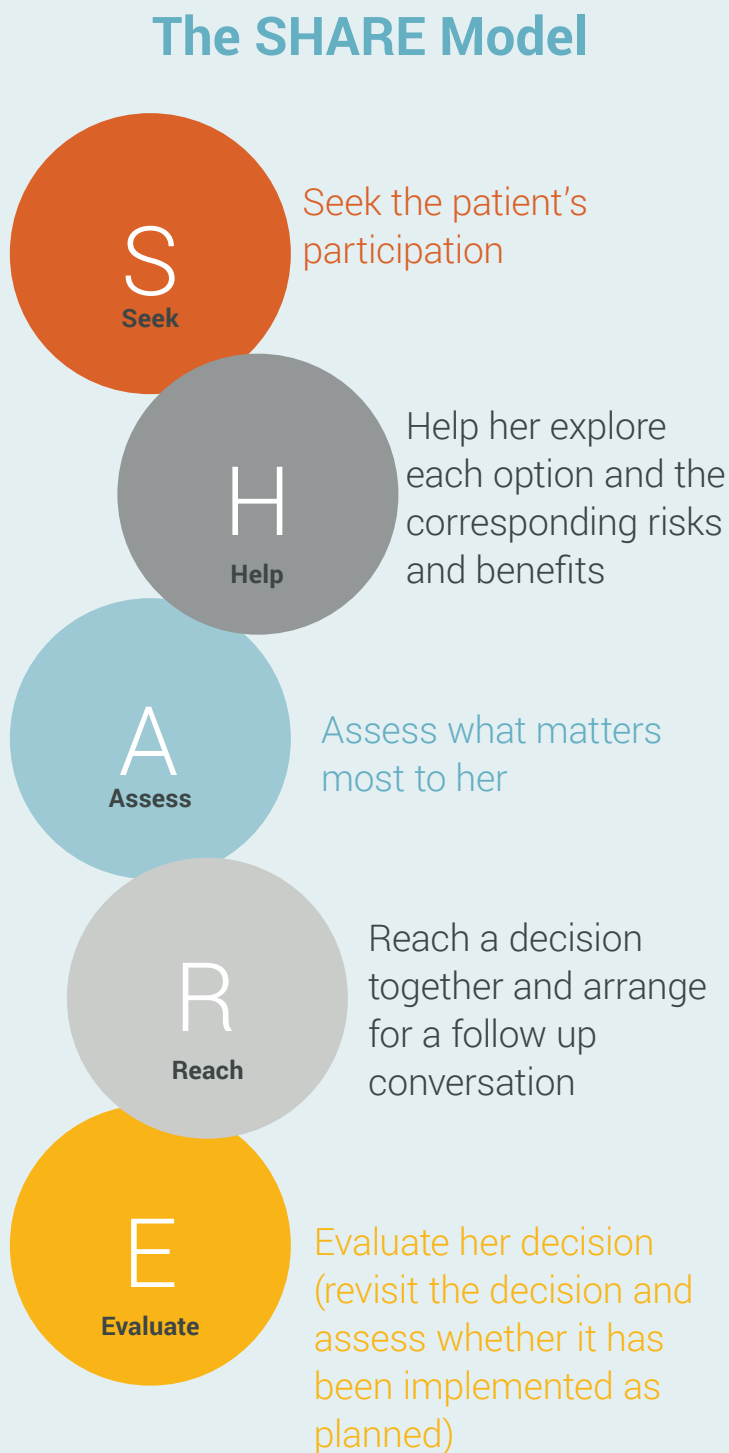 The SHARE Model
S
Seek
Seek the patient’s
participation
H
Help
Help her explore
each option and the
corresponding risks
and benefits
A
Assess
Assess what matters
most to her
R
Reach
Reach a decision
together and arrange
for a follow up
conversation
E
Evaluate
Evaluate her decision
(revisit the decision and
assess whether it has
been implemented as
planned)